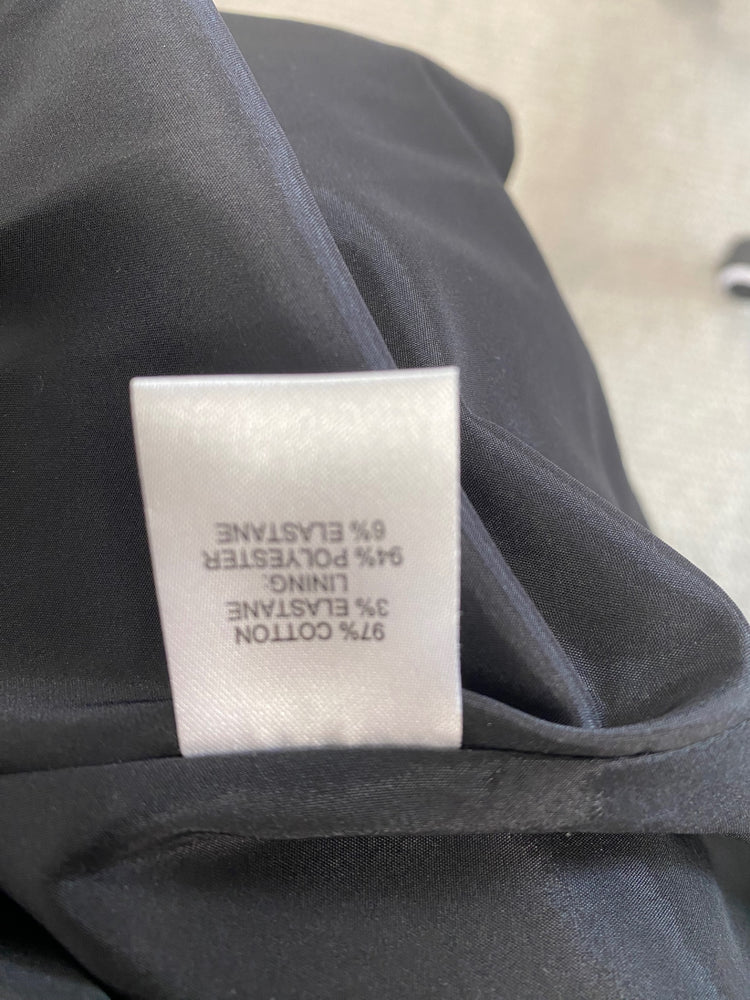 97% COTTON
3% ELASTANE
LINING:
94% POLYESTER
6% ELASTANE